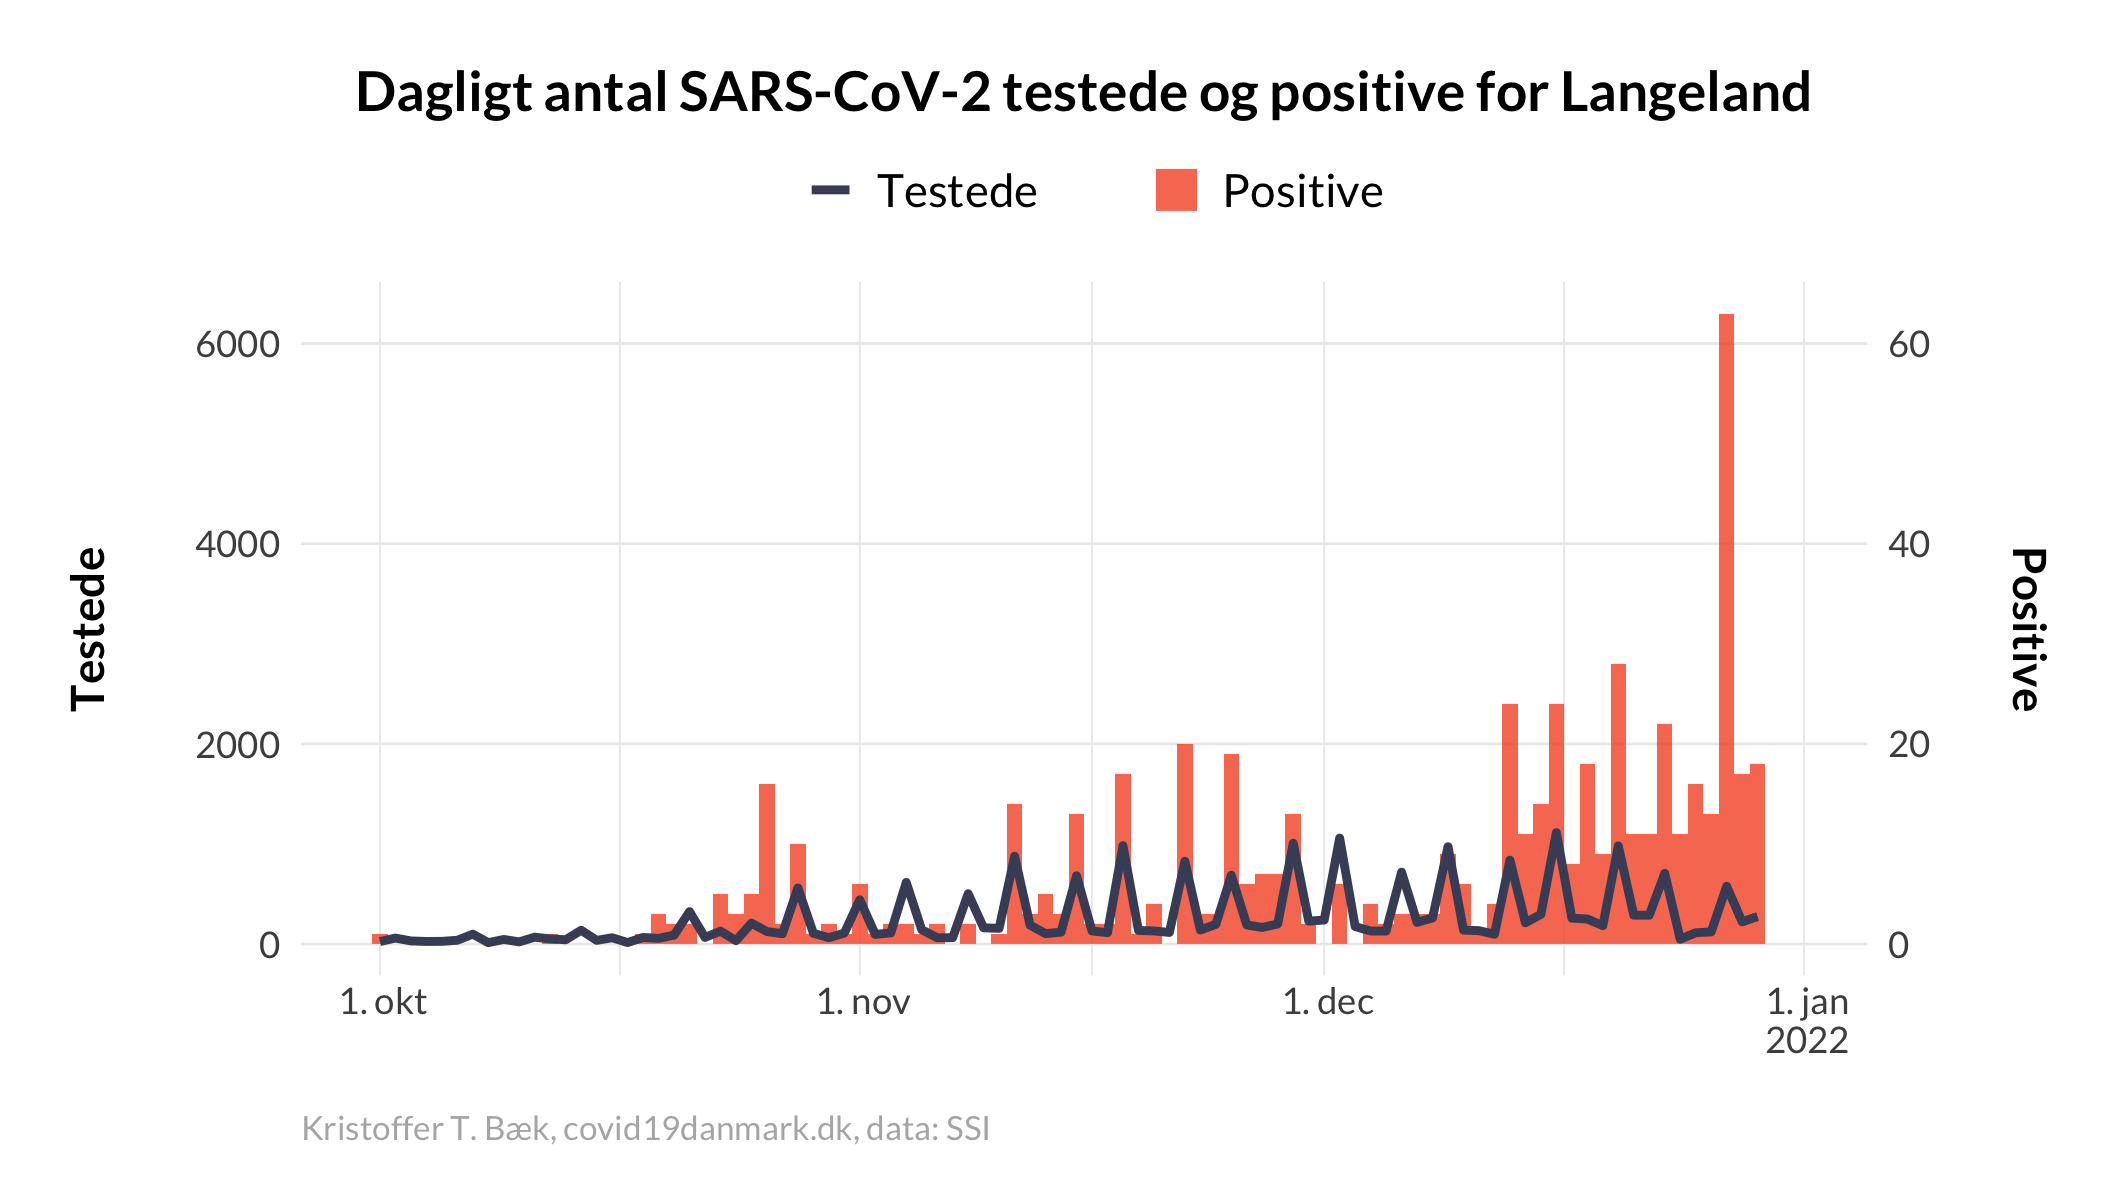 Dagligt antal SARS-CoV-2 testede og positive for Langeland
Testede Positive
6000 60
4000 40
Testede
Positive
2000 20
0 0
1. okt 1. nov 1. dec 1. jan
2022
Kristoffer T. Bæk, covid19danmark.dk, data: SSI